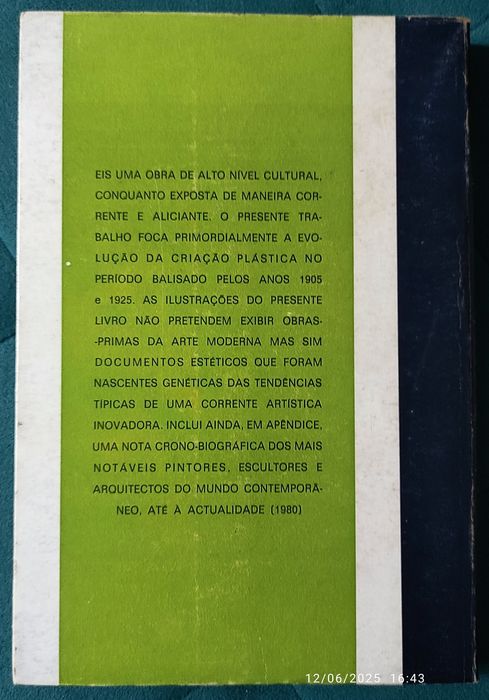 EIS UMA OBRA DE ALTO NÍVEL CULTURAL,
CONQUANTO EXPOSTA DE MANEIRA COR-
RENTE E ALICIANTE. O PRESENTE TRA-
BALHO FOCA PRIMORDIALMENTE A EVO-
LUÇÃO DA CRIAÇÃO PLÁSTICA NO
PERÍODO BALISADO PELOS ANOS 1905
e 1925. AS ILUSTRAÇÕES DO PRESENTE
LIVRO NÃO PRETENDEM EXIBIR OBRAS-
-PRIMAS DA ARTE MODERNA MAS SIM
DOCUMENTOS ESTÉTICOS QUE FORAM
NASCENTES GENÉTICAS DAS TENDÊNCIAS
TÍPICAS DE UMA CORRENTE ARTÍSTICA
INOVADORA. INCLUI AINDA, EM APÊNDICE,
UMA NOTA CRONO-BIOGRÁFICA DOS MAIS
NOTÁVEIS PINTORES, ESCULTORES E
ARQUITECTOS DO MUNDO CONTEMPORÂ-
NEO, ATÉ À ACTUALIDADE (1980)
12/06/2025 16:43